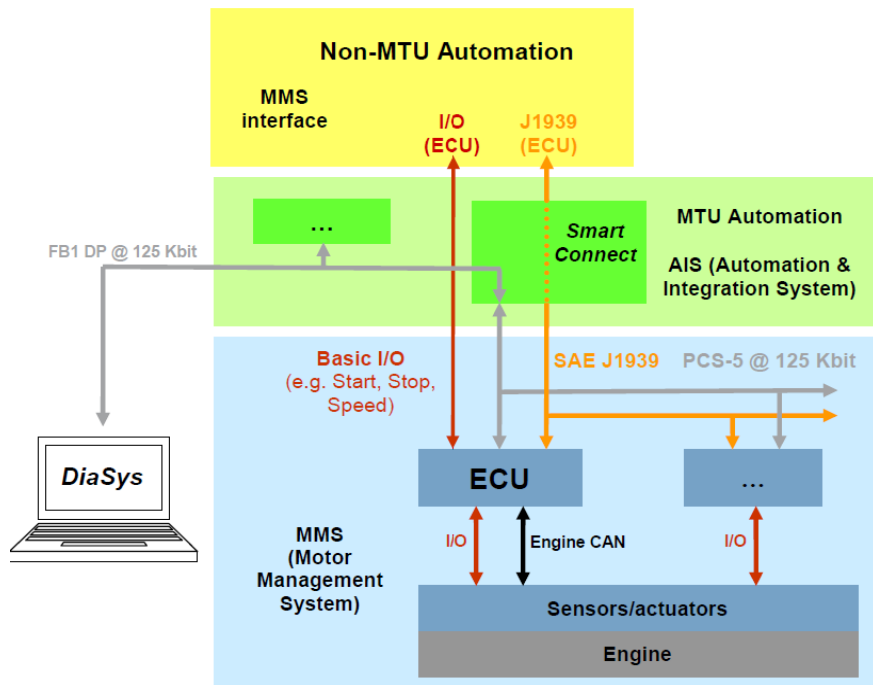 Non-MTU Automation
MMS
interface
I/O
(ECU)
J1939
(ECU)
...
Smart
Connect
MTU Automation
AIS (Automation &
Integration System)
FB1 DP @ 125 Kbit
Basic I/O
(e.g. Start, Stop,
Speed)
SAE J1939
PCS-5 @ 125 Kbit
DiaSys
ECU
...
MMS
(Motor
Management
System)
I/O
Engine CAN
I/O
Sensors/actuators
Engine